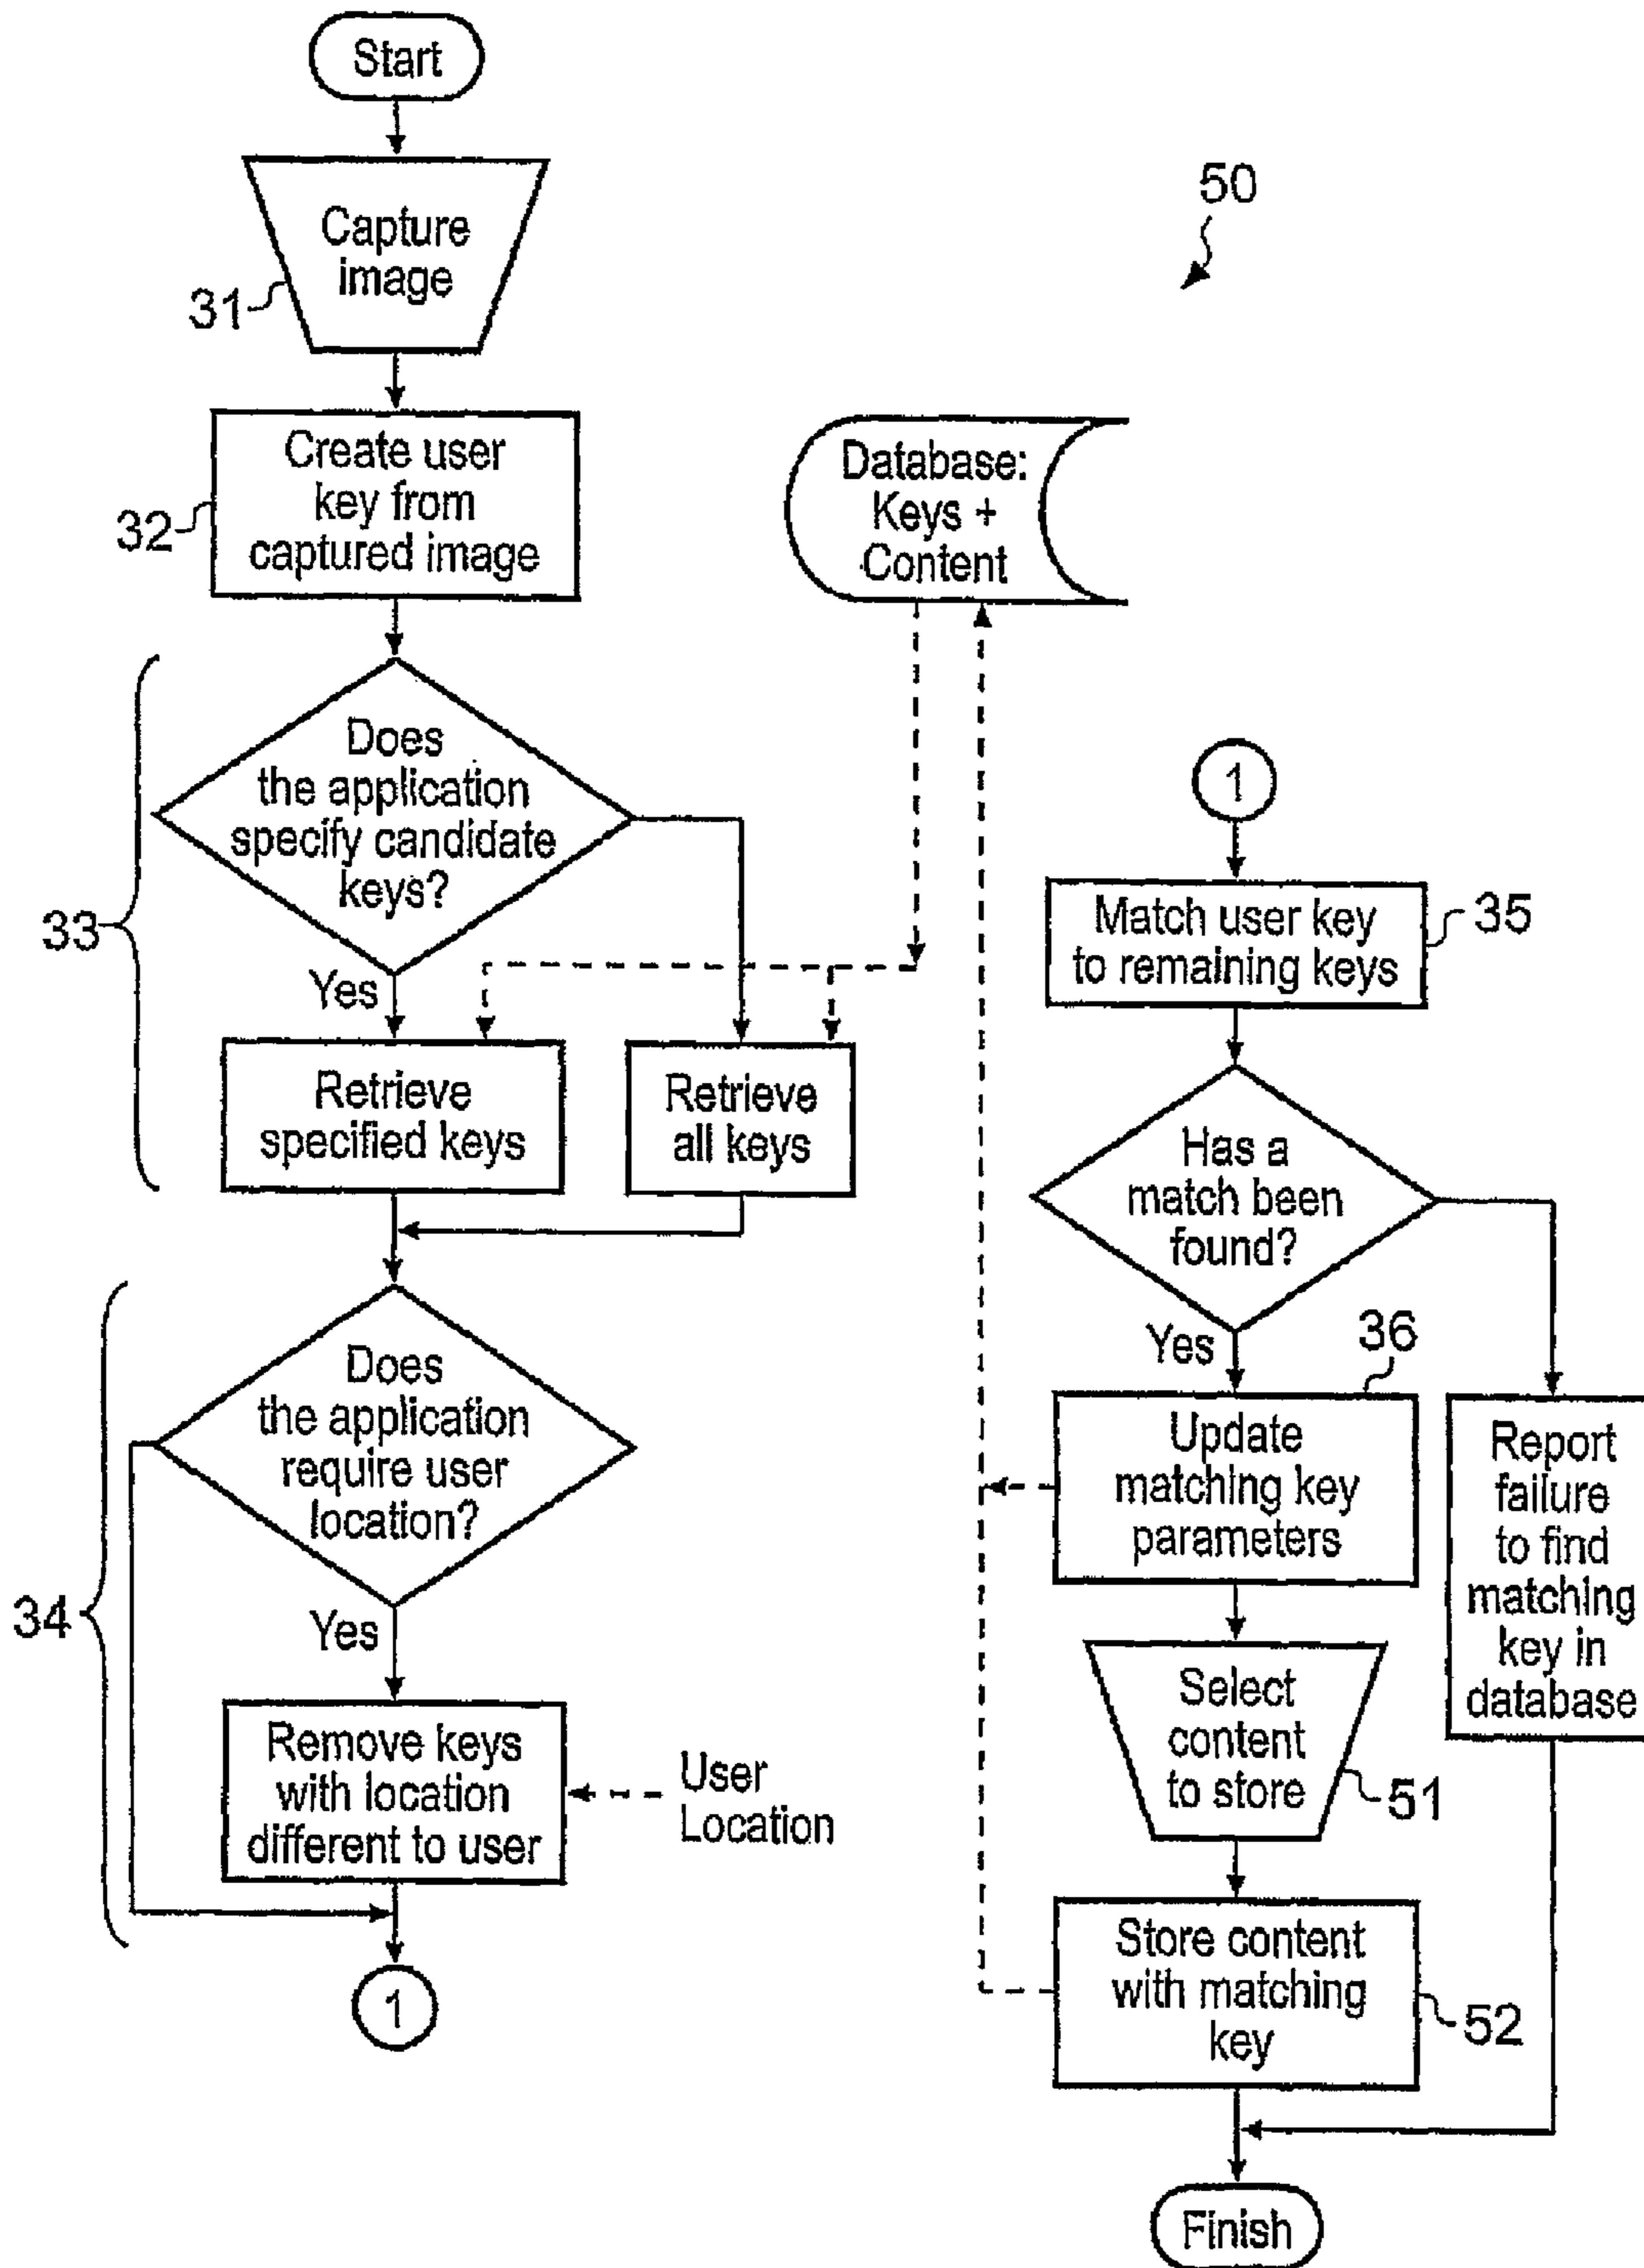 Start
Capture
image
31
Create user
key from
captured image
32
Does
the application
specify candidate
keys?
33
Yes
Retrieve
specified keys
Retrieve
all keys
Does
the application
require user
location?
34
Yes
Remove keys
with location
different to user
User
Location
1
50
Database:
Keys +
Content
1
Match user key
to remaining keys
35
Has a
match been
found?
Yes
36
Update
matching key
parameters
Report
failure
to find
matching
key in
database
Select
content
to store
51
Store content
with matching
key
52
Finish